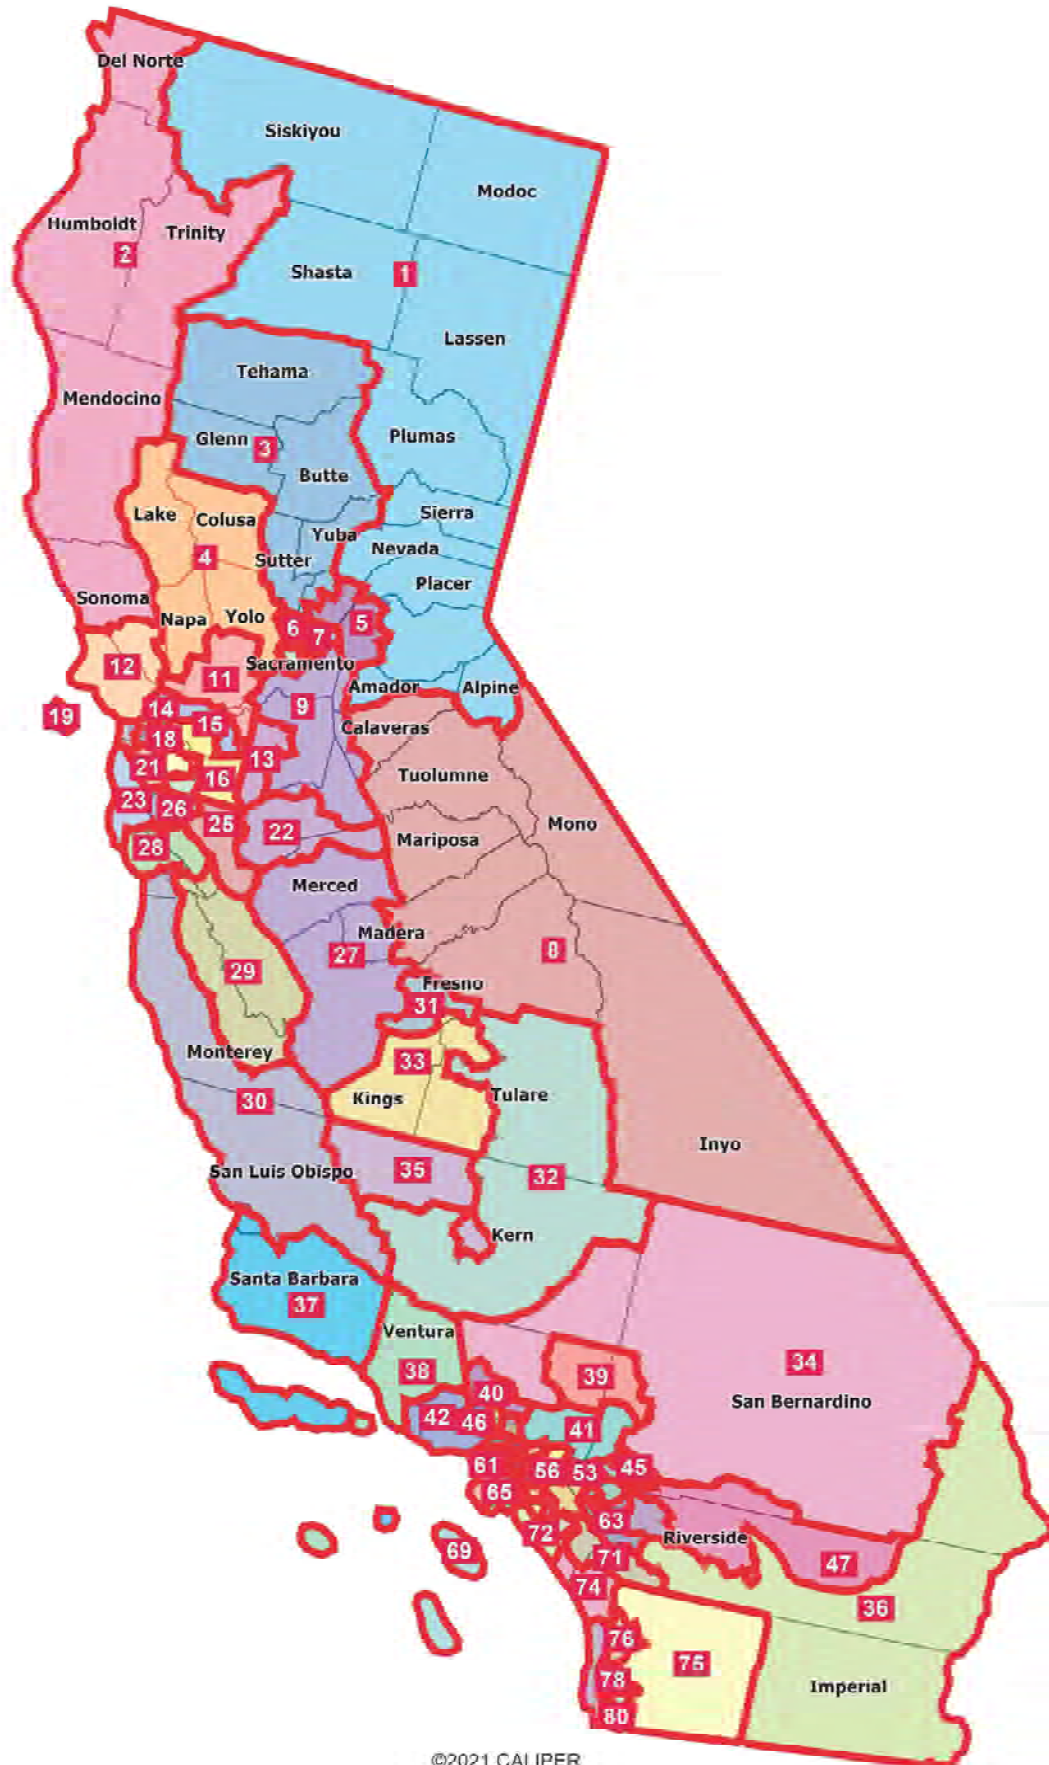 Del Norte
Siskiyou
Modoc
Humboldt
Trinity
2
Shasta
1
Lassen
Tehama
Mendocino
Glenn
3
Plumas
Butte
Lake
Colusa
Sierra
Yuba
Nevada
4
Sutter
Placer
Sonoma
Napa
Yolo
6
7
5
12
Sacramento
11
Amador
Alpine
19
14
9
15
Calaveras
18
13
21
16
Tuolumne
23
26
25
22
Mono
28
Mariposa
Merced
Madera
27
8
29
Fresno
31
Monterey
33
30
Kings
Tulare
Inyo
San Luis Obispo
35
32
Kern
Santa Barbara
37
Ventura
38
39
34
40
San Bernardino
42
46
41
61
56
53
45
65
63
72
Riverside
69
71
47
74
36
76
75
78
Imperial
80
©2021 CALIPER